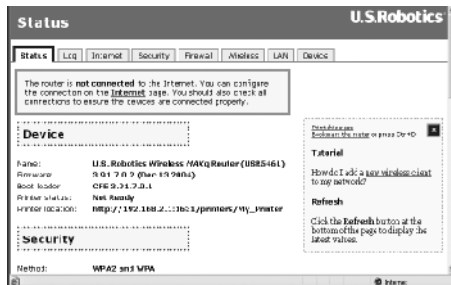 Status
U.S.Robotics
Status Log Internet Security Firewall Wireless LAN Device
The router is not connected to the Internet. You can configure
the connection on the Internet page. You should also check all
connections to ensure the devices are connected properly.
Device
Name: U.S. Robotics Wireless MAXg Router (USR5461)
Firmware
Boot loader
Printer status: Not Ready
Printer location:
Security
Method: WPA2 and WPA
or press Ctrl+D
Tutorial
How do I add a new wireless client
to my network?
Refresh
Click the Refresh button at the
bottom of the page to display the
latest values.
Internet